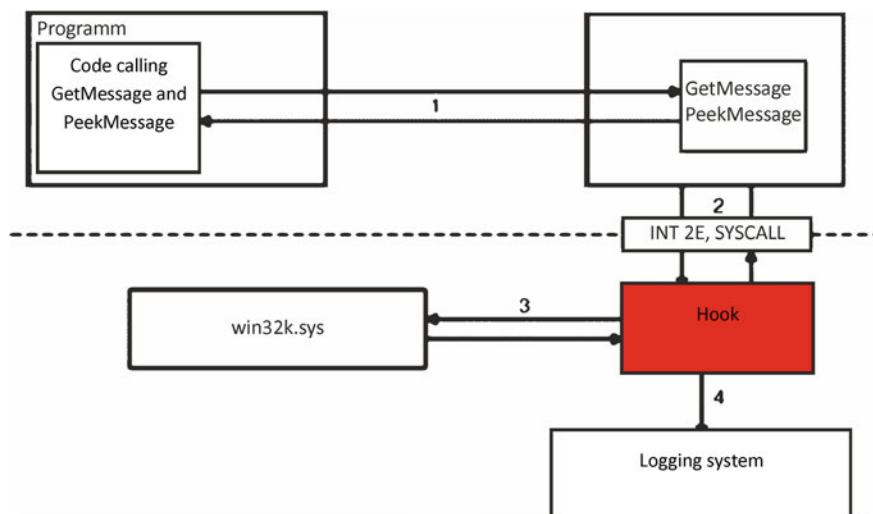 Programm
Code calling
GetMessage and
PeekMessage
1
GetMessage
PeekMessage
2
INT 2E, SYSCALL
3
win32k.sys
Hook
4
Logging system